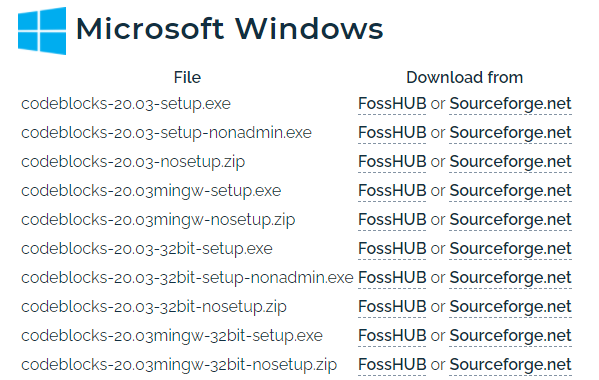 Microsoft Windows
File Download from
codeblocks-20.03-setup.exe FossHUB or Sourceforge.net
codeblocks-20.03-setup-nonadmin.exe FossHUB or Sourceforge.net
codeblocks-20.03-nosetup.zip FossHUB or Sourceforge.net
codeblocks-20.03mingw-setup.exe FossHUB or Sourceforge.net
codeblocks-20.03mingw-nosetup.zip FossHUB or Sourceforge.net
codeblocks-20.03-32bit-setup.exe FossHUB or Sourceforge.net
codeblocks-20.03-32bit-setup-nonadmin.exe FossHUB or Sourceforge.net
codeblocks-20.03-32bit-nosetup.zip FossHUB or Sourceforge.net
codeblocks-20.03mingw-32bit-setup.exe FossHUB or Sourceforge.net
codeblocks-20.03mingw-32bit-nosetup.zip FossHUB or Sourceforge.net